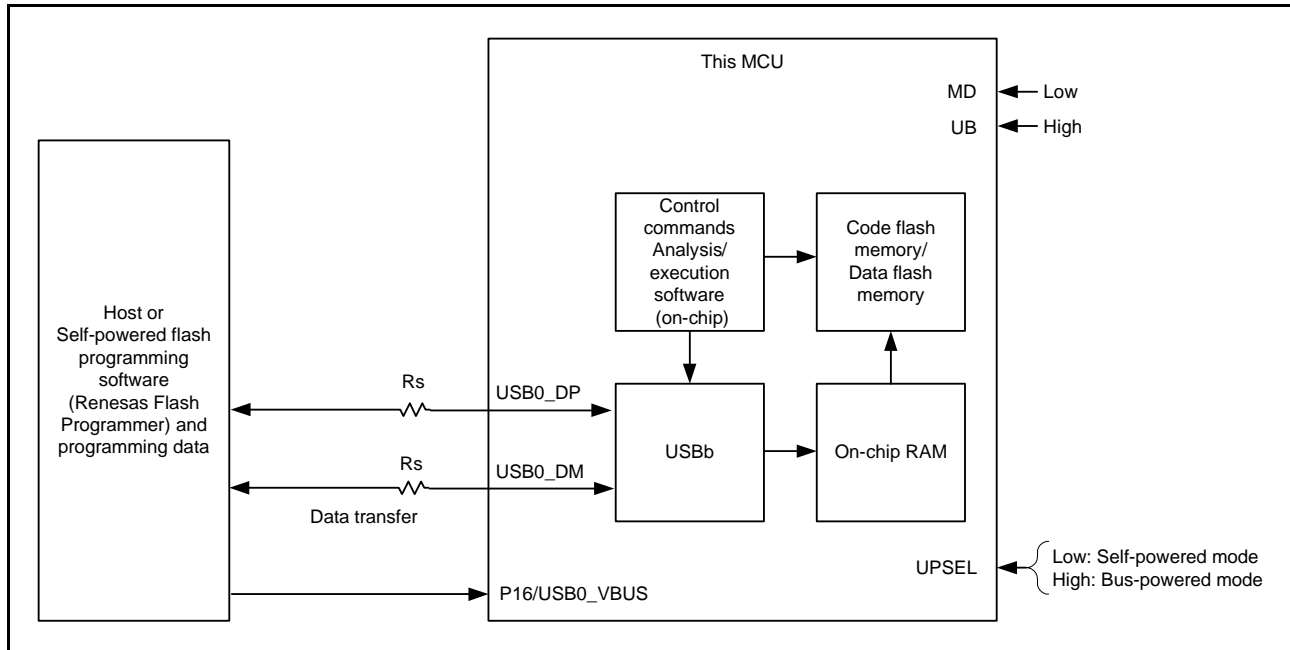 This MCU
MD
Low
UB
High
Control
commands
Analysis/
execution
software
(on-chip)
Code flash
memory/
Data flash
memory
Host or
Self-powered flash
programming
software
(Renesas Flash
Programmer) and
programming data
Rs
USB0_DP
USBb
On-chip RAM
Rs
USB0_DM
Data transfer
UPSEL
Low: Self-powered mode
High: Bus-powered mode
P16/USB0_VBUS